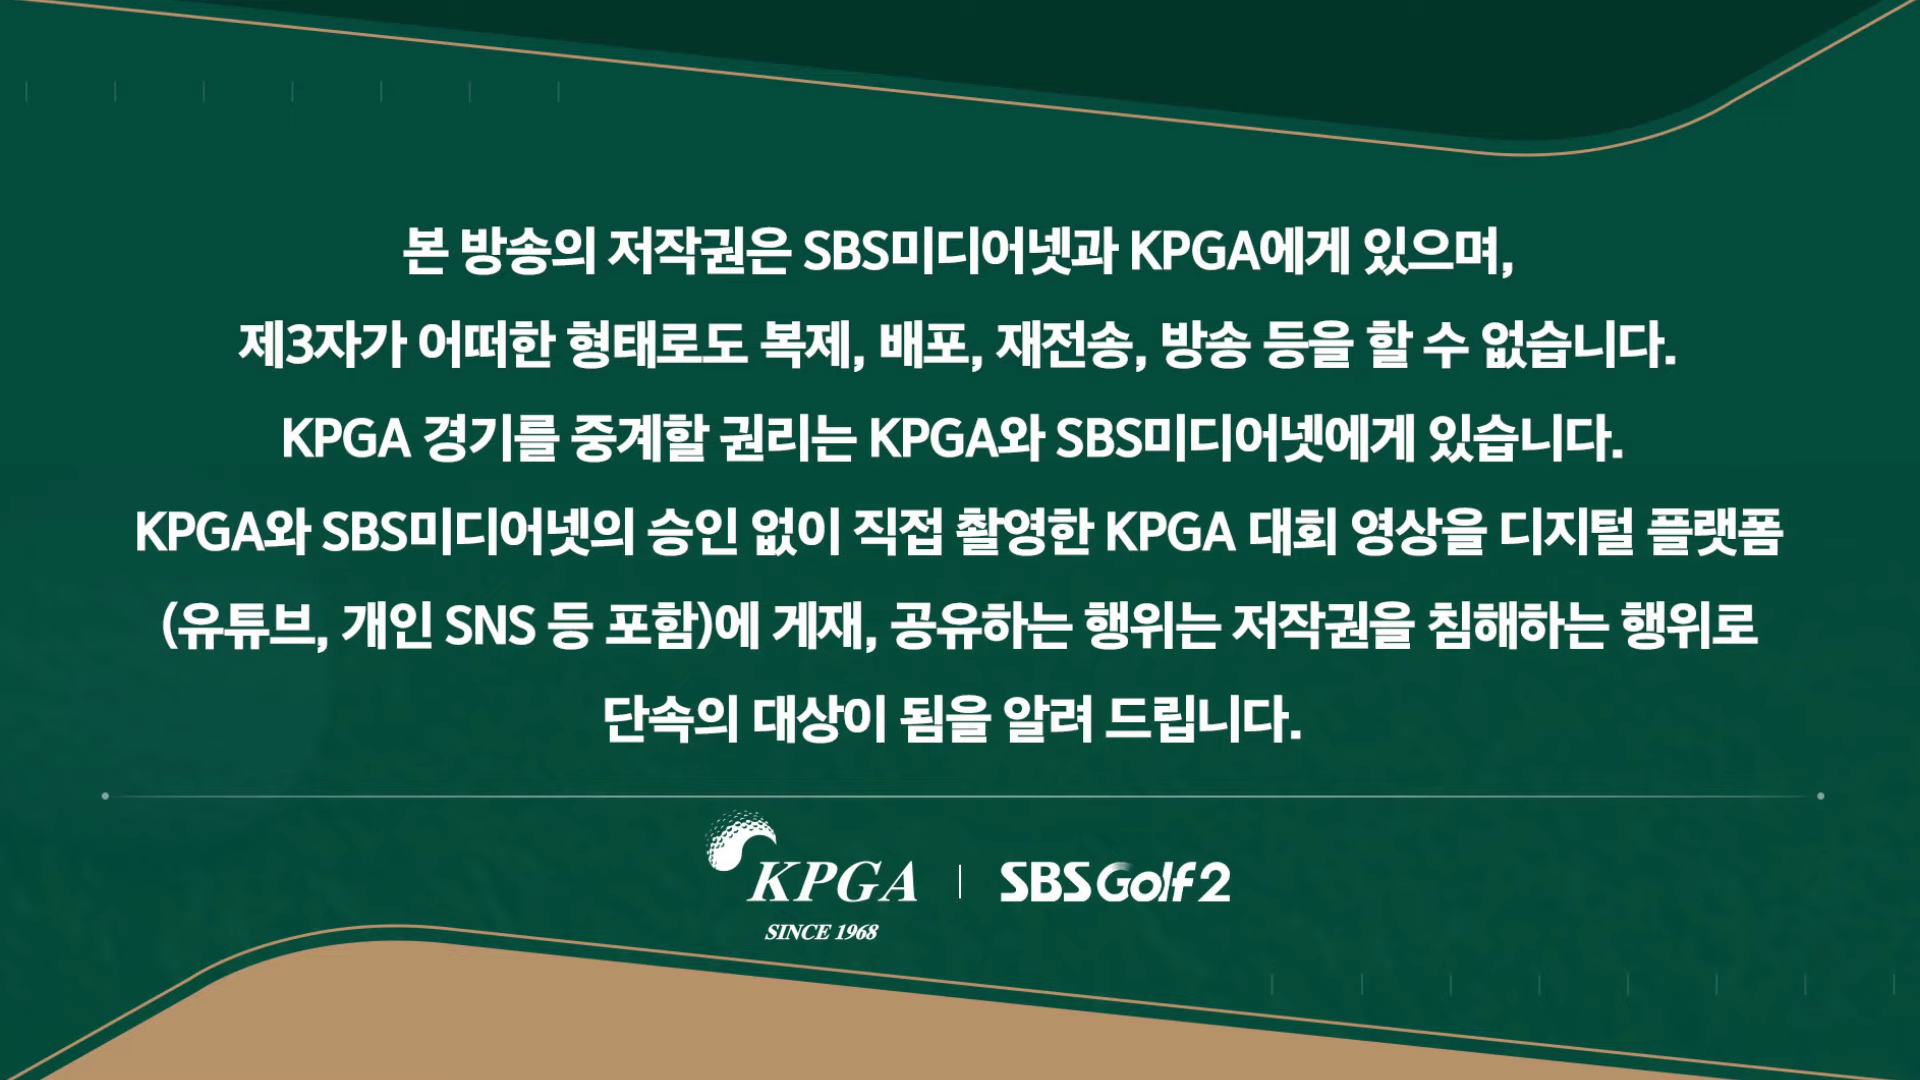 본 방송의 저작권은 SBS미디어넷과 KPGA에게 있으며,
제3자가 어떠한 형태로도 복제, 배포, 재전송, 방송 등을 할 수 없습니다.
KPGA 경기를 중계할 권리는 KPGA와 SBS미디어넷에게 있습니다.
KPGA와 SBS미디어넷의 승인 없이 직접 촬영한 KPGA 대회 영상을 디지털 플랫폼
(유튜브, 개인 SNS 등 포함)에 게재, 공유하는 행위는 저작권을 침해하는 행위로
단속의 대상이 됨을 알려 드립니다.
KPGA SBS Golf 2
SINCE 1968